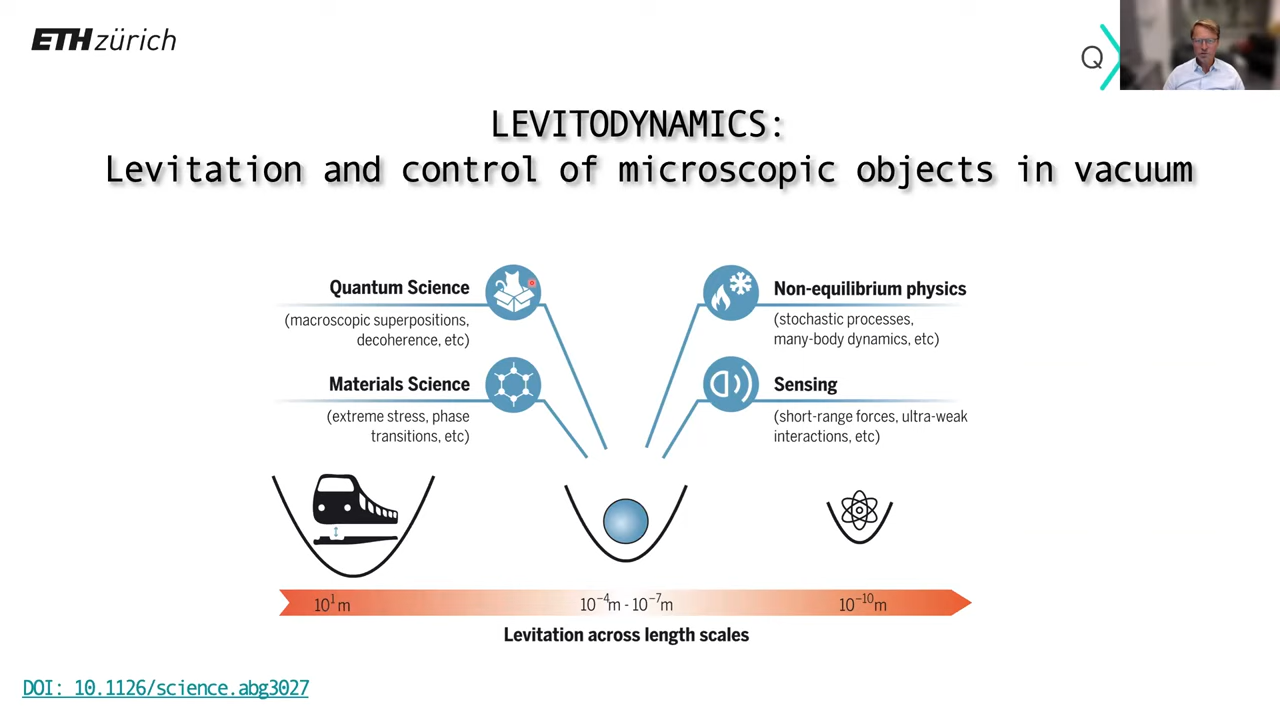 ETH zürich
Q
LEVITODYNAMICS:
Levitation and control of microscopic objects in vacuum
Quantum Science
(macroscopic superpositions,
decoherence, etc)
Materials Science
(extreme stress, phase
transitions, etc)
Non-equilibrium physics
(stochastic processes,
many-body dynamics, etc)
Sensing
(short-range forces, ultra-weak
interactions, etc)
10¹ m
10⁻⁴m - 10⁻⁷m
10⁻¹⁰m
Levitation across length scales
DOI: 10.1126/science.abg3027